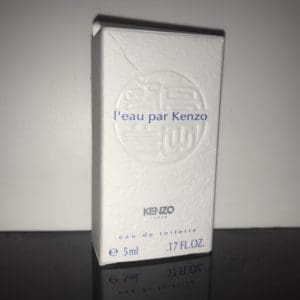 l'eau par Kenzo
KENZO
eau de toilette
e 5ml .17 FL.OZ.